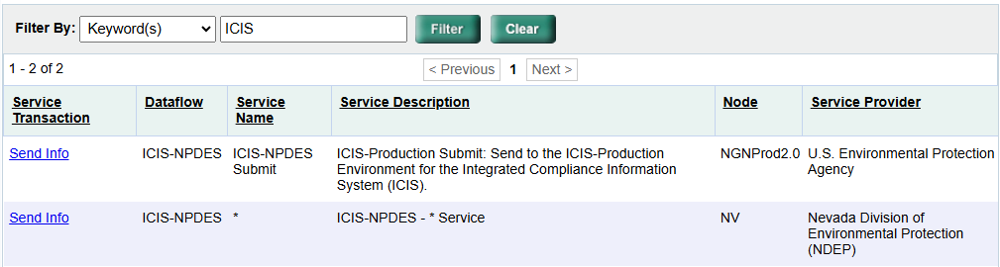 Filter By: Keyword(s) ICIS Filter Clear
1 - 2 of 2 < Previous 1 Next >
Service Transaction Dataflow Service Name Service Description Node Service Provider
Send Info ICIS-NPDES ICIS-NPDES Submit ICIS-Production Submit: Send to the ICIS-Production Environment for the Integrated Compliance Information System (ICIS). NGNProd2.0 U.S. Environmental Protection Agency
Send Info ICIS-NPDES * ICIS-NPDES - * Service NV Nevada Division of Environmental Protection (NDEP)